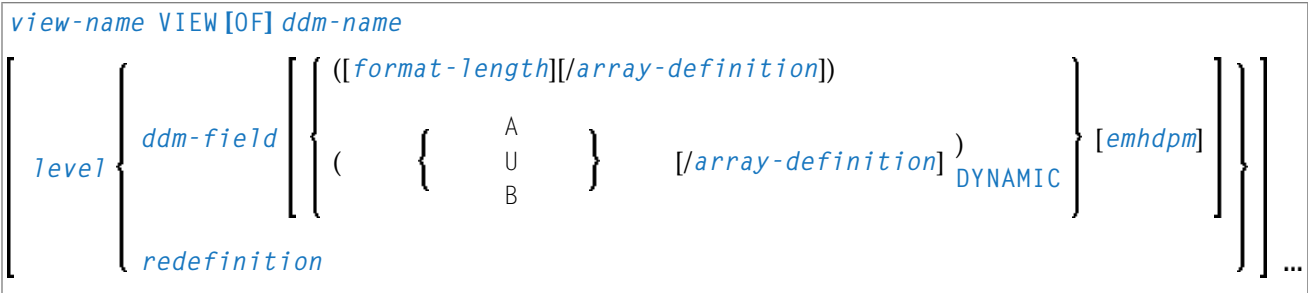 view-name VIEW [OF] ddm-name
([format-length][/array-definition])
A
ddm-field [emhdpm]
level ( U [/array-definition] )
DYNAMIC
B
redefinition
...